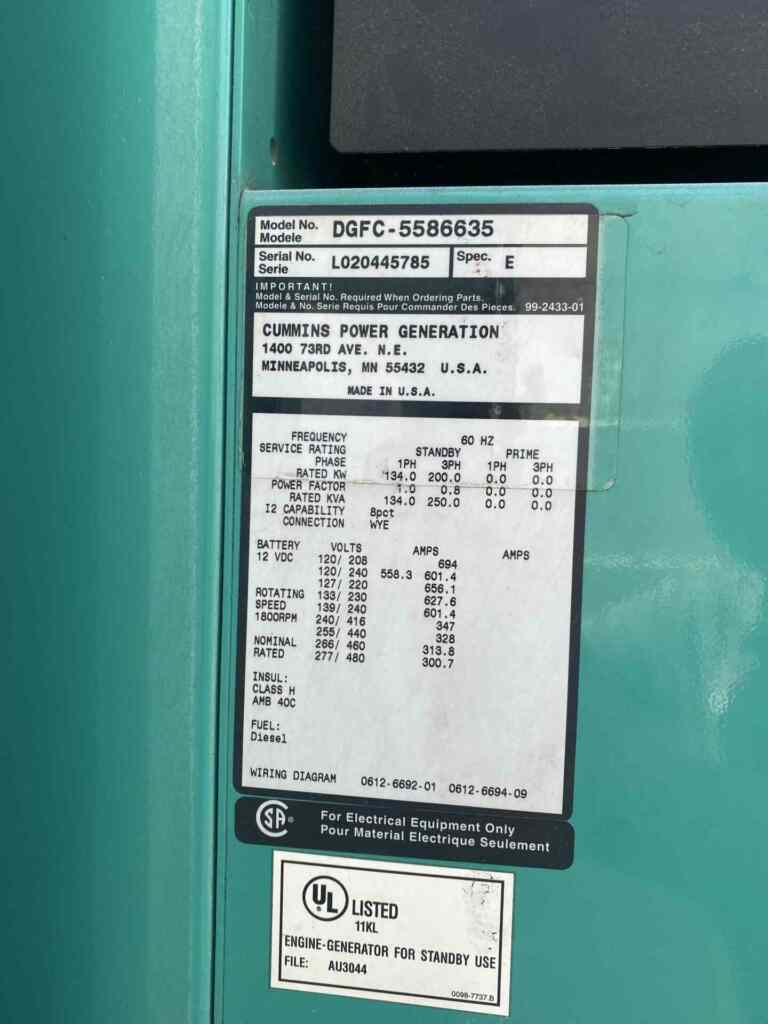 Model No. DGFC-5586635
Modele
Serial No. L020445785 Spec. E
Serie
IMPORTANT!
Model & Serial No. Required When Ordering Parts.
Modele & No. Serie Requis Pour Commander Des Pieces. 99-2433-01
CUMMINS POWER GENERATION
1400 73RD AVE. N.E.
MINNEAPOLIS, MN 55432 U.S.A.
MADE IN U.S.A.
FREQUENCY 60 HZ
SERVICE RATING STANDBY PRIME
PHASE 1PH 3PH 1PH 3PH
RATED KW 134.0 200.0 0.0 0.0
POWER FACTOR 1.0 0.8 0.0 0.0
RATED KVA 134.0 250.0 0.0 0.0
I2 CAPABILITY 8pct
CONNECTION WYE
BATTERY VOLTS AMPS AMPS
12 VDC 120/ 208 694
120/ 240 558.3 601.4
127/ 220 656.1
ROTATING 133/ 230 627.6
SPEED 139/ 240 601.4
1800RPM 240/ 416 347
255/ 440 328
NOMINAL 266/ 460 313.8
RATED 277/ 480 300.7
INSUL:
CLASS H
AMB 40C
FUEL:
Diesel
WIRING DIAGRAM 0612-6692-01 0612-6694-09
SA ®
For Electrical Equipment Only
Pour Material Electrique Seulement
UL LISTED
11KL
ENGINE-GENERATOR FOR STANDBY USE
FILE: AU3044
0098-7737.B